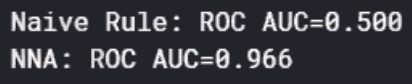 Naive Rule: ROC AUC=0.500
NNA: ROC AUC=0.966